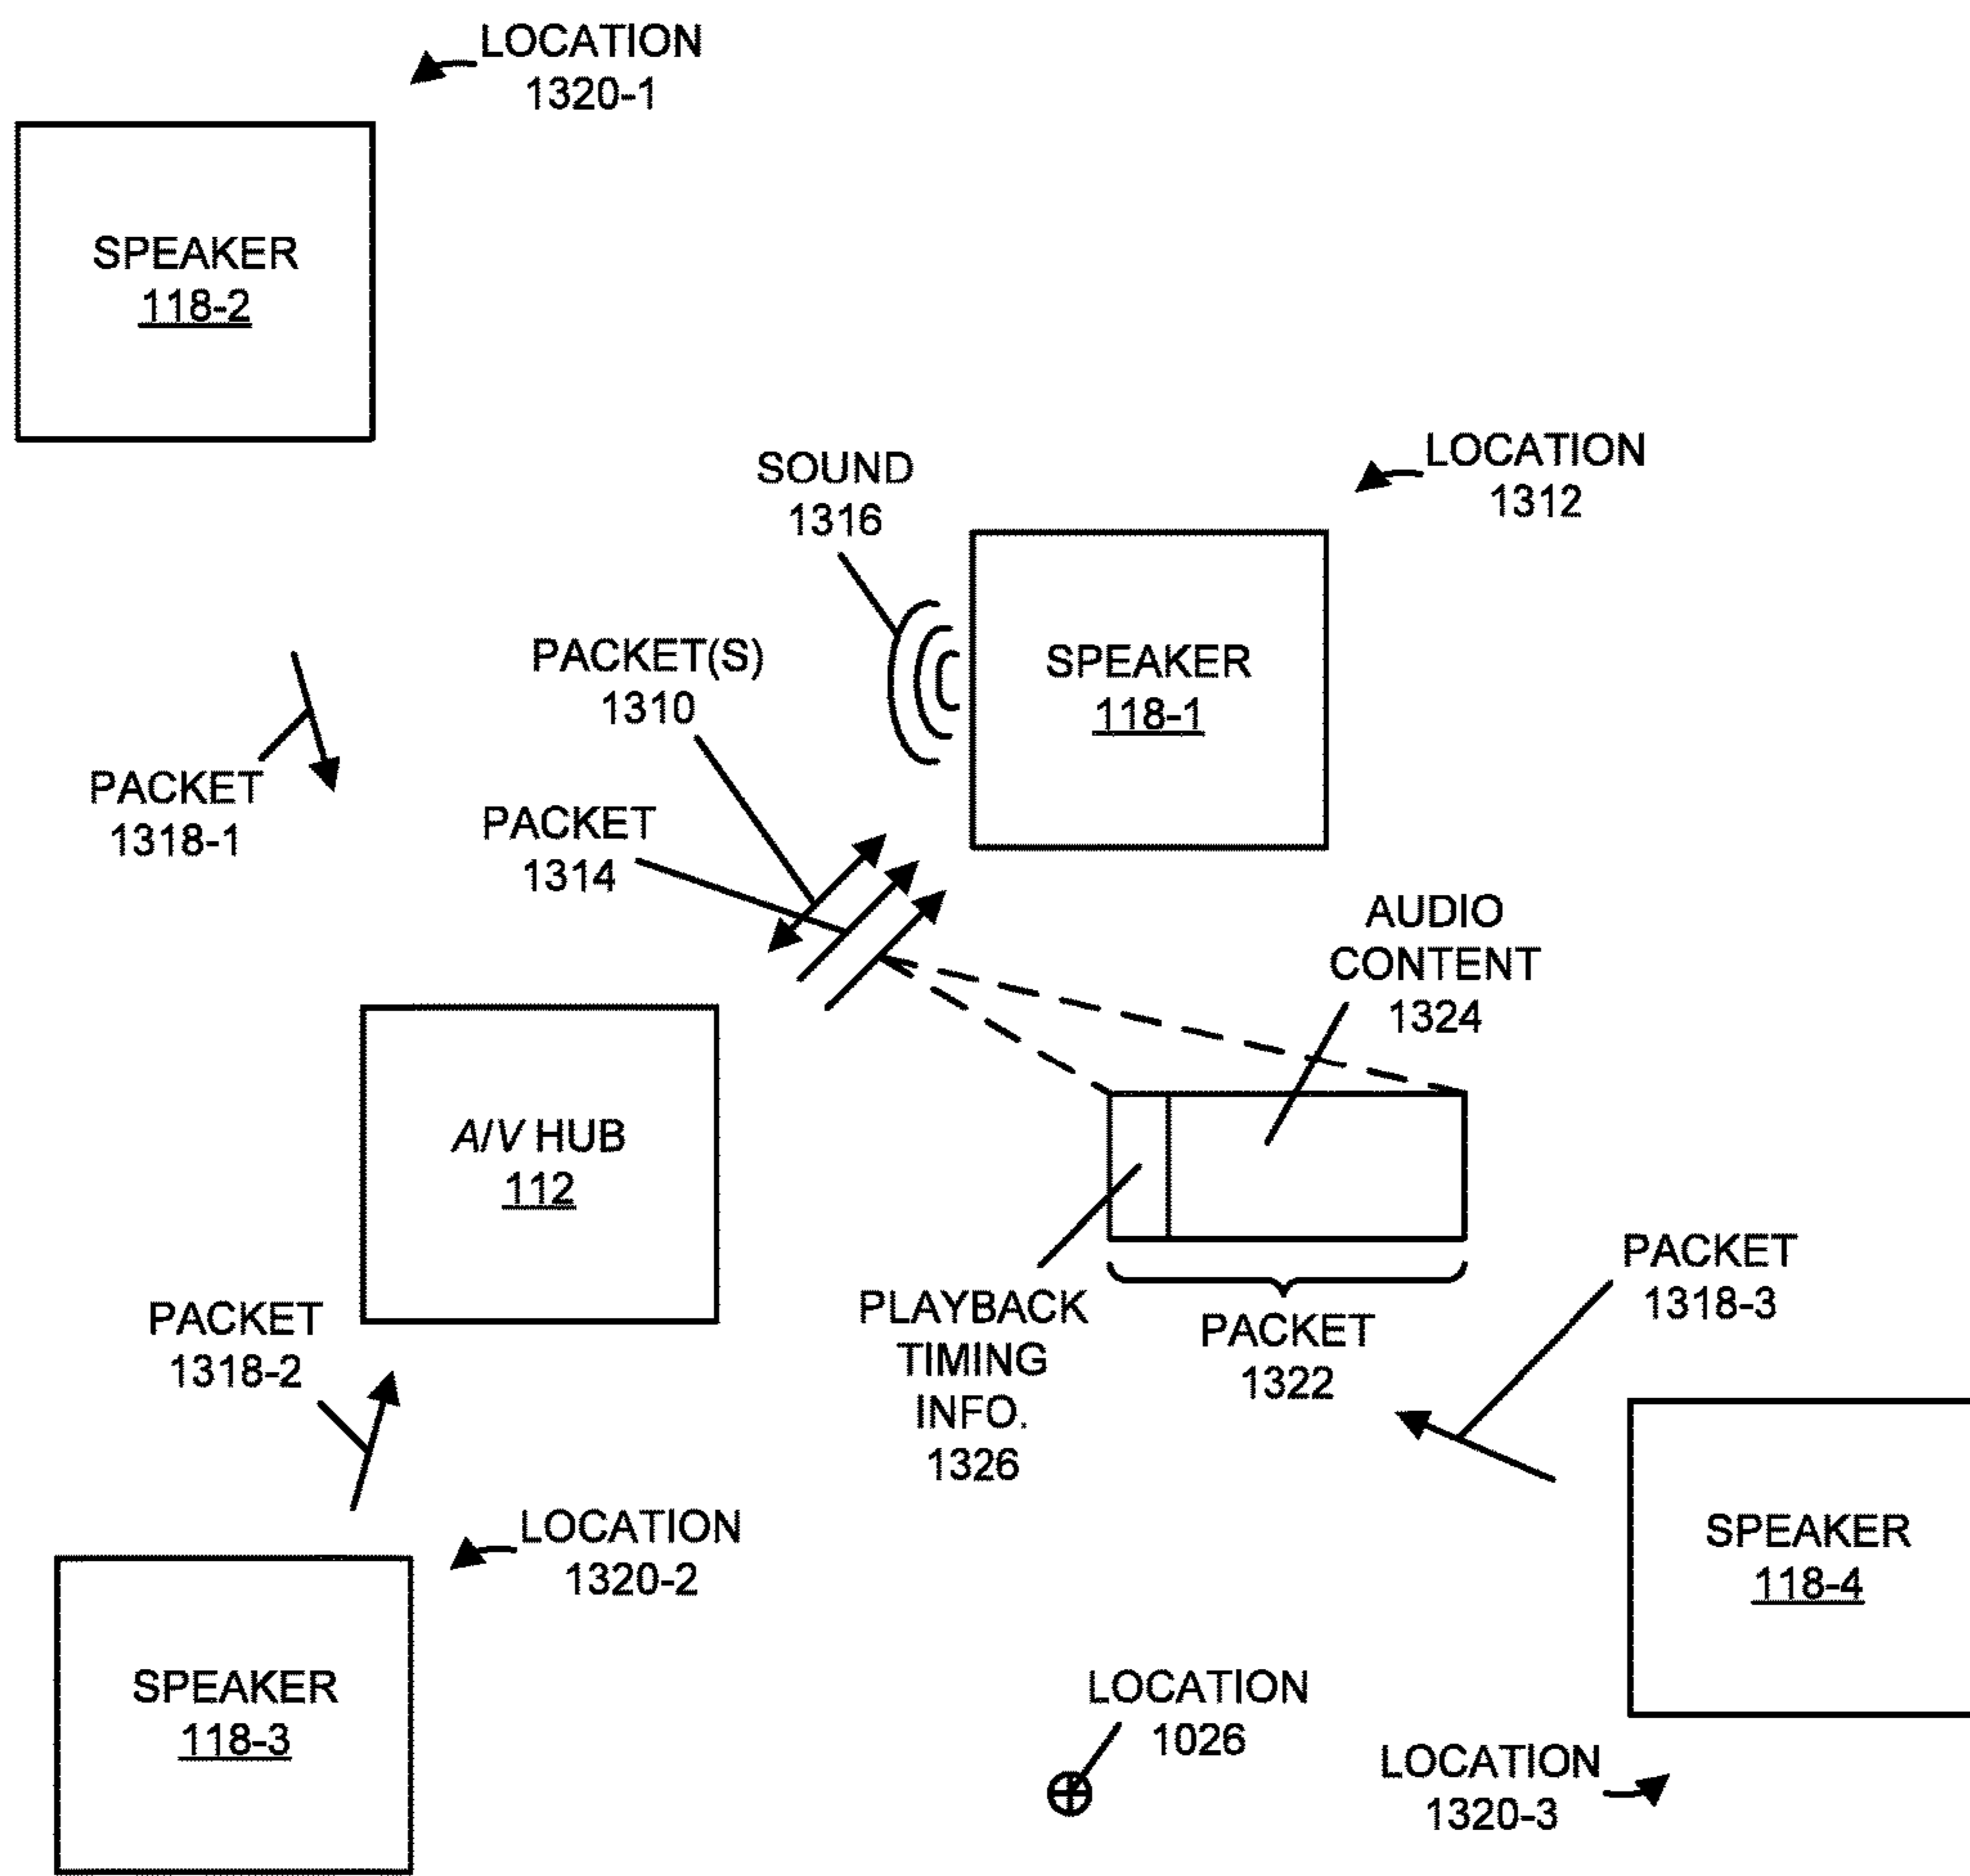 LOCATION
1320-1
SPEAKER
118-2
LOCATION
1312
SOUND
1316
SPEAKER
118-1
PACKET(S)
1310
PACKET
1318-1
PACKET
1314
AUDIO
CONTENT
1324
A/V HUB
112
PACKET
1318-2
PLAYBACK
TIMING
INFO.
1326
PACKET
1322
PACKET
1318-3
LOCATION
1320-2
SPEAKER
118-4
SPEAKER
118-3
LOCATION
1026
LOCATION
1320-3